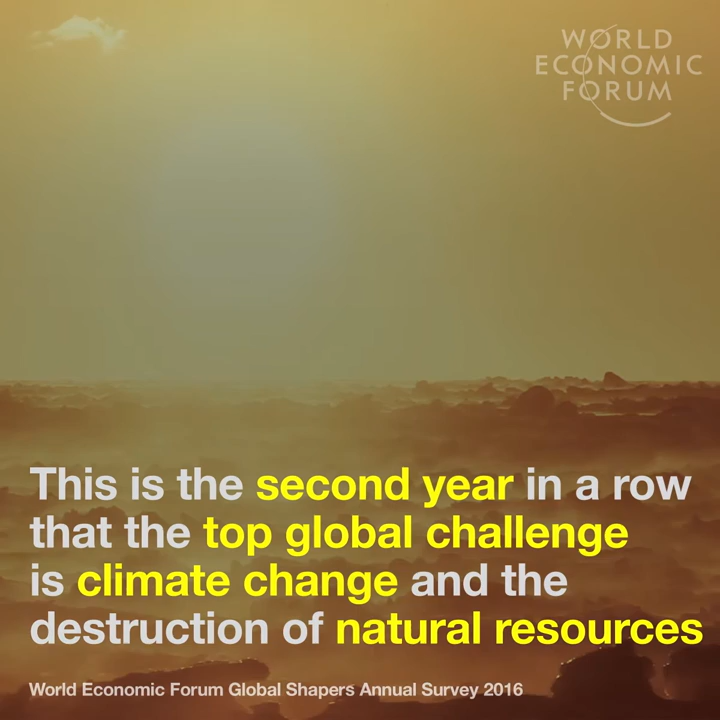 WORLD
ECONOMIC
FORUM
This is the second year in a row
that the top global challenge
is climate change and the
destruction of natural resources
World Economic Forum Global Shapers Annual Survey 2016